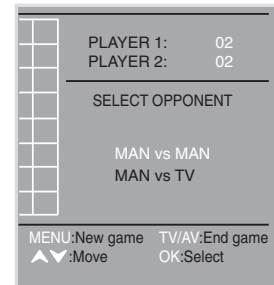 PLAYER 1: 02
PLAYER 2: 02
SELECT OPPONENT
MAN vs MAN
MAN vs TV
MENU:New game TV/AV:End game
:Move OK:Select